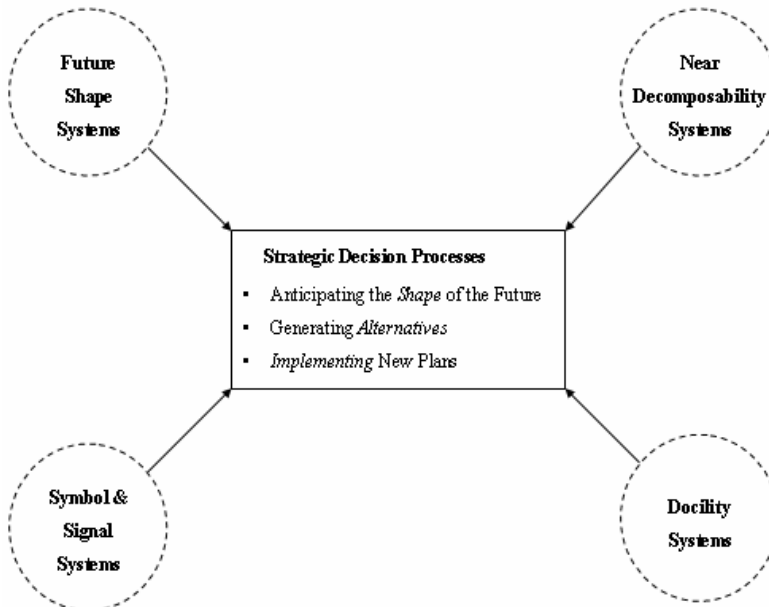 Future
Shape
Systems
Near
Decomposability
Systems
Strategic Decision Processes
▪ Anticipating the Shape of the Future
▪ Generating Alternatives
▪ Implementing New Plans
Symbol &
Signal
Systems
Docility
Systems